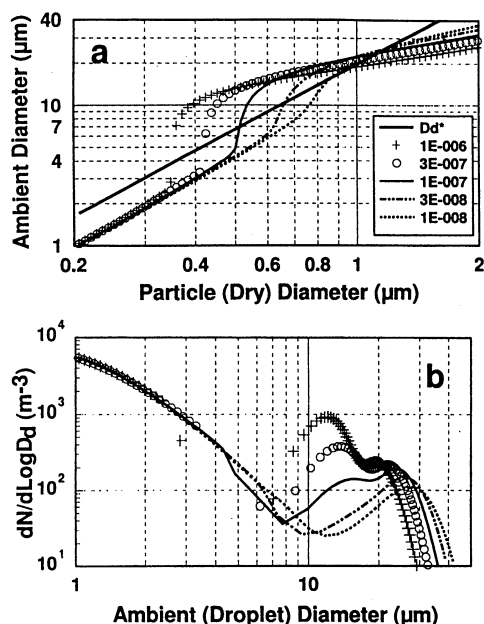 40
10
7
4
1
Ambient Diameter (µm)
a
Dd*
1E-006
3E-007
1E-007
3E-008
1E-008
0.2
0.4
0.6
0.8
1
2
Particle (Dry) Diameter (µm)
10⁴
10³
10²
10¹
dN/dLogDd (m-3)
b
1
10
Ambient (Droplet) Diameter (µm)